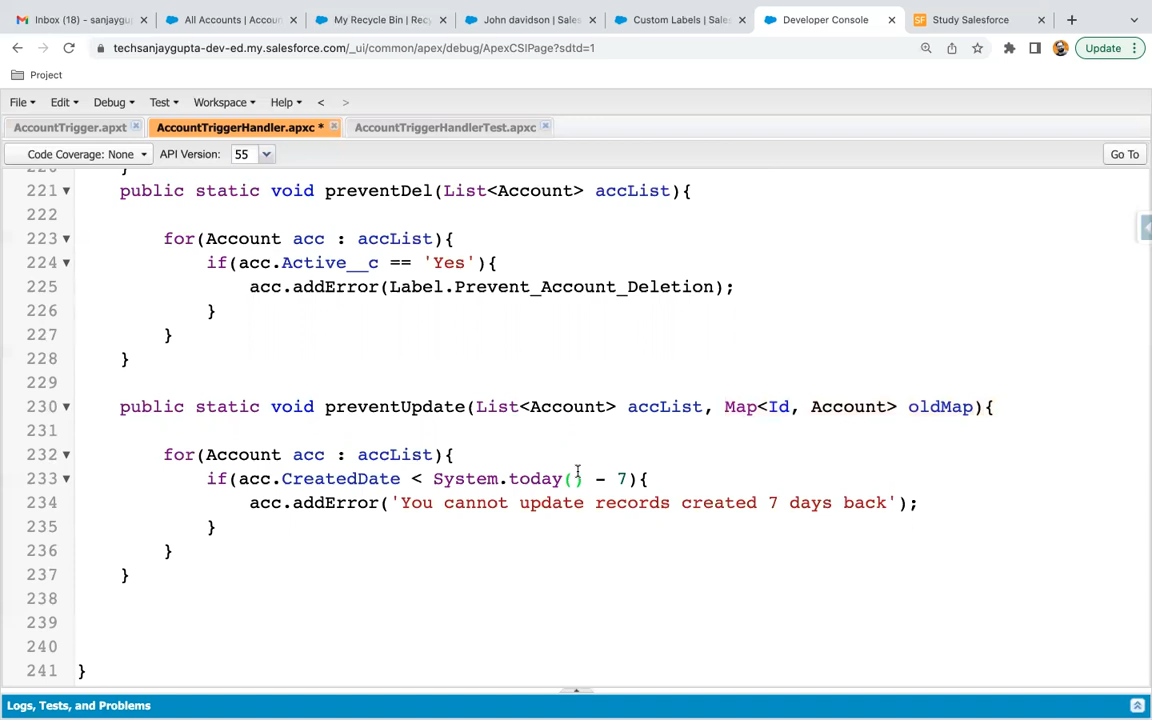 Inbox (18) - sanjaygu
All Accounts | Accoun
My Recycle Bin | Recy
John davidson | Sales
Custom Labels | Sales
Developer Console
SF Study Salesforce
techsanjaygupta-dev-ed.my.salesforce.com/_ui/common/apex/debug/ApexCSIPage?sdtd=1
Update
Project
File Edit Debug Test Workspace Help < >
AccountTrigger.apxt
AccountTriggerHandler.apxc *
AccountTriggerHandlerTest.apxc
Code Coverage: None API Version: 55 Go To
220 }
221 public static void preventDel(List<Account> accList){
222
223 for(Account acc : accList){
224 if(acc.Active__c == 'Yes'){
225 acc.addError(Label.Prevent_Account_Deletion);
226 }
227 }
228 }
229
230 public static void preventUpdate(List<Account> accList, Map<Id, Account> oldMap){
231
232 for(Account acc : accList){
233 if(acc.CreatedDate < System.today() - 7){
234 acc.addError('You cannot update records created 7 days back');
235 }
236 }
237 }
238
239
240
241 }
Logs, Tests, and Problems